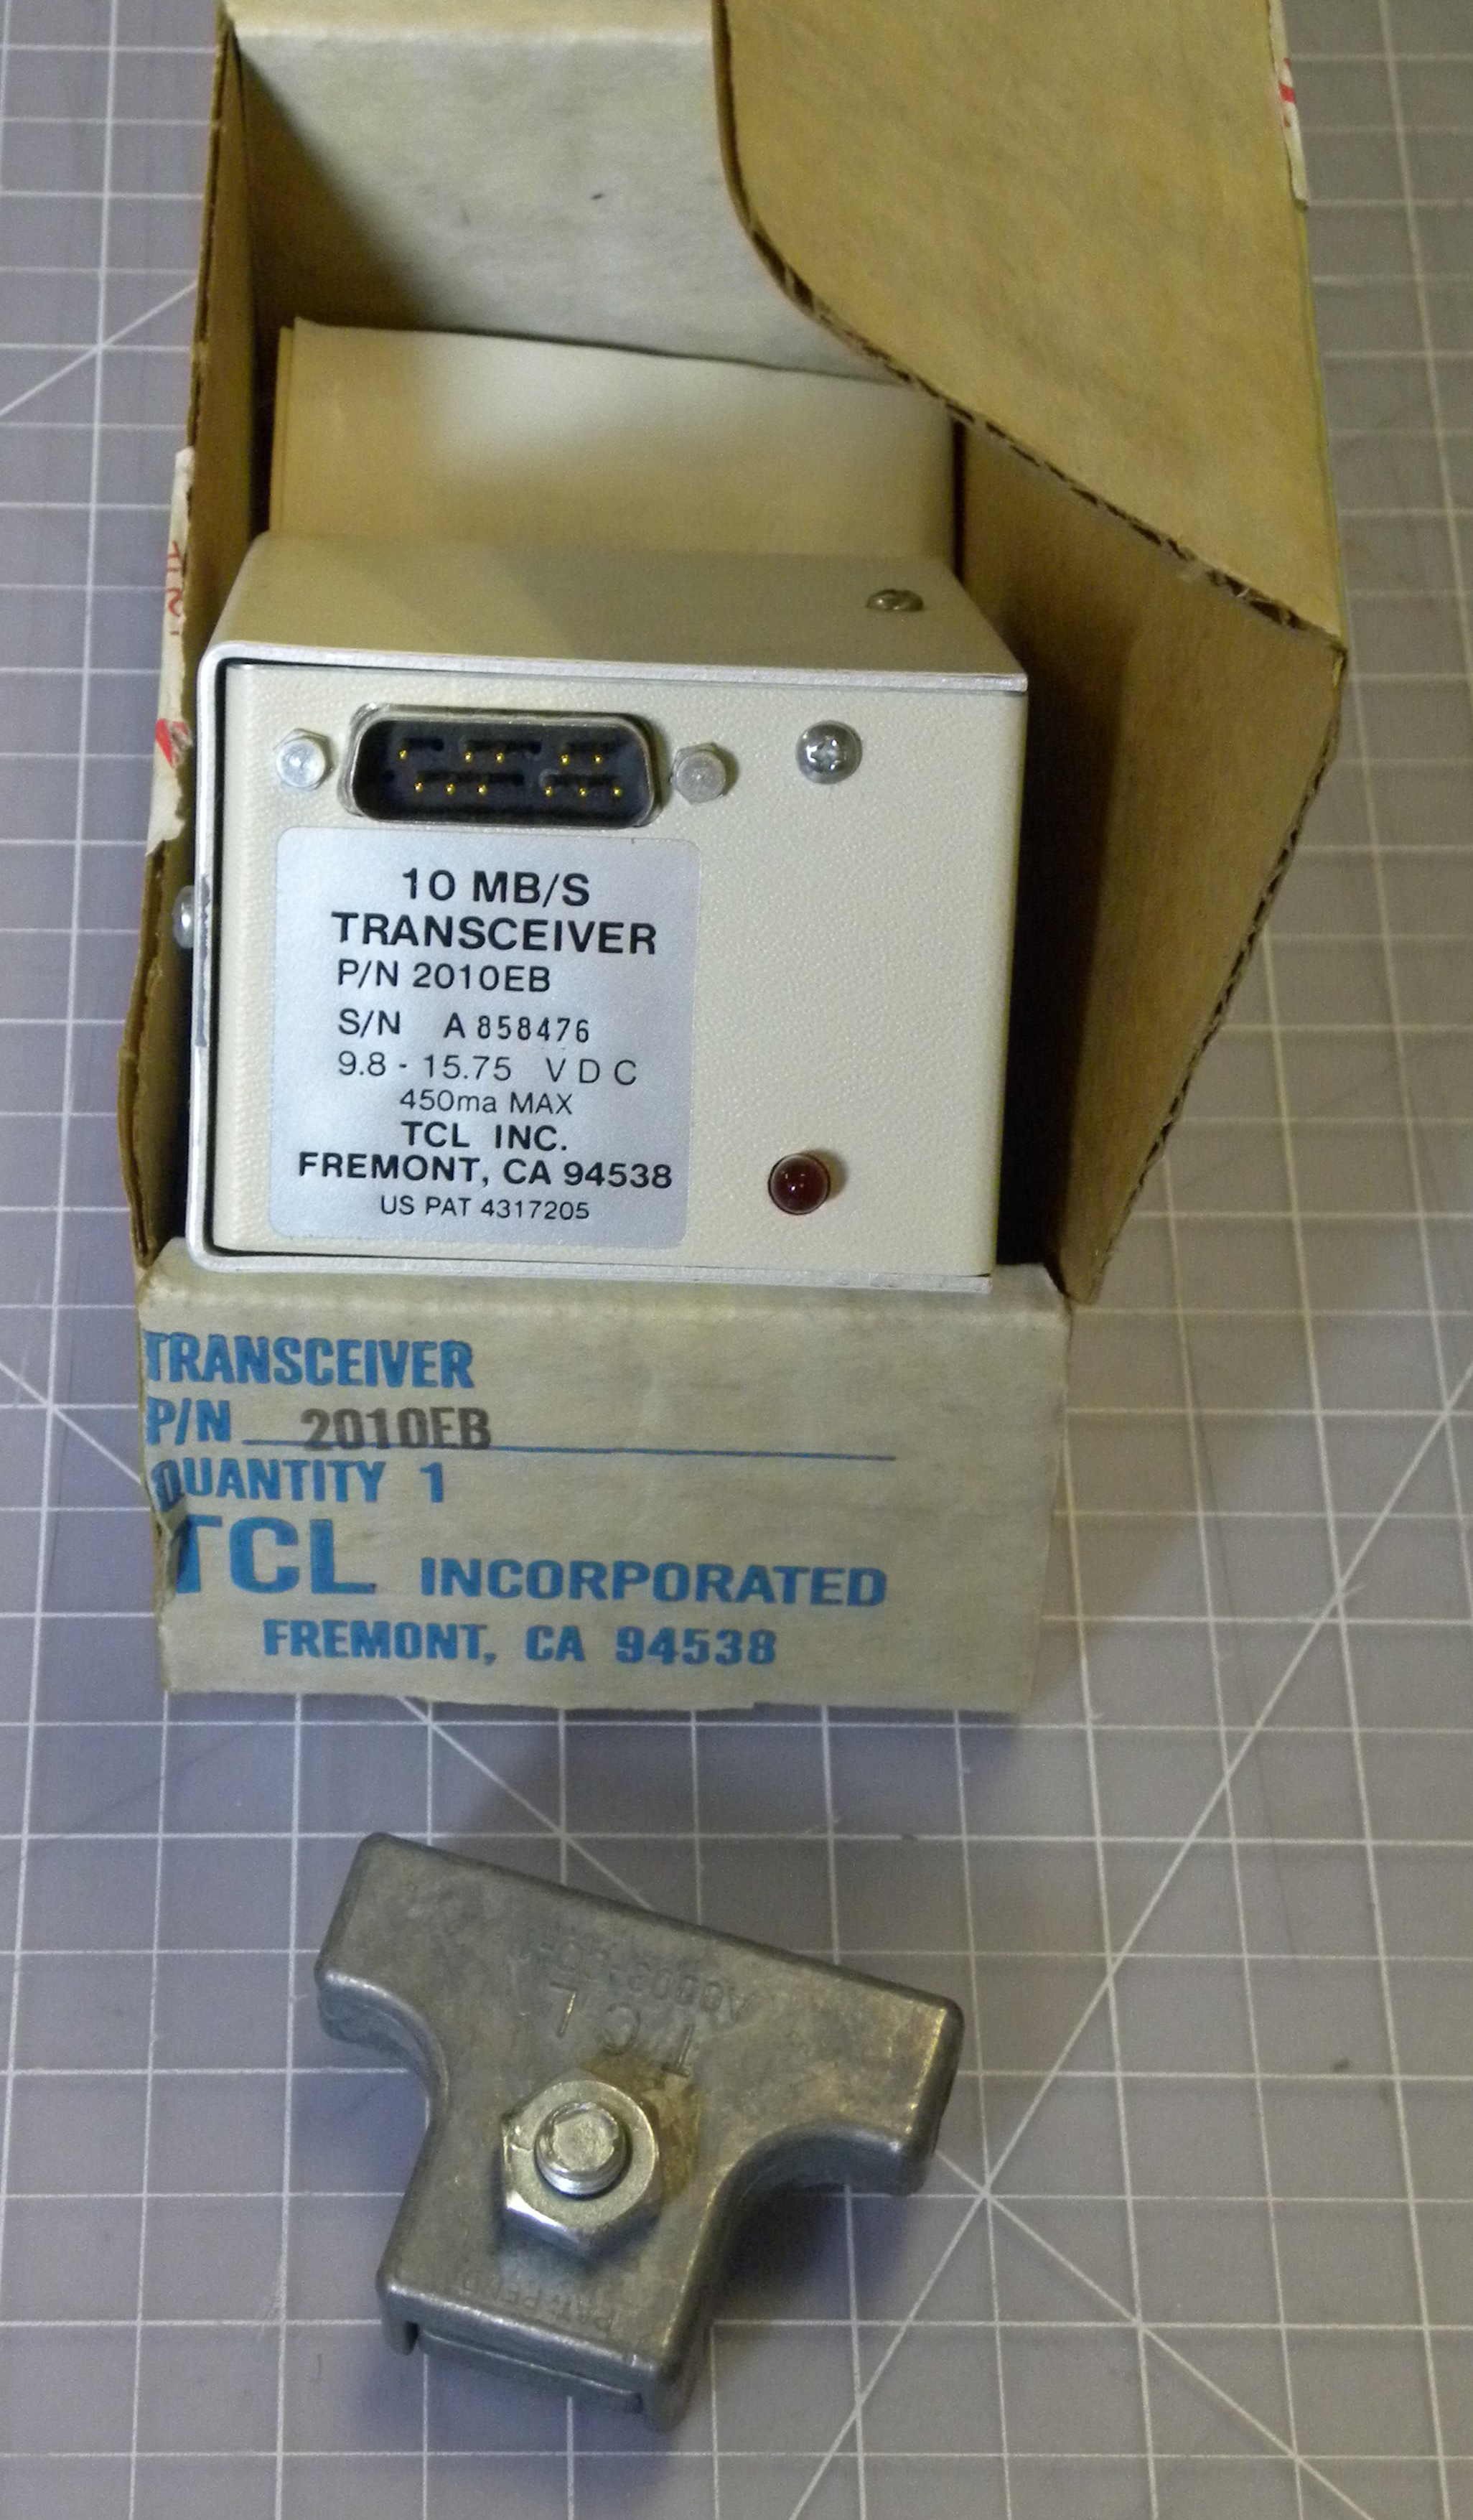 10 MB/S
TRANSCEIVER
P/N 2010EB
S/N A858476
9.8 - 15.75 VDC
450ma MAX
TCL INC.
FREMONT, CA 94538
US PAT 4317205
TRANSCEIVER
P/N 2010EB
QUANTITY 1
TCL INCORPORATED
FREMONT, CA 94538
TCL